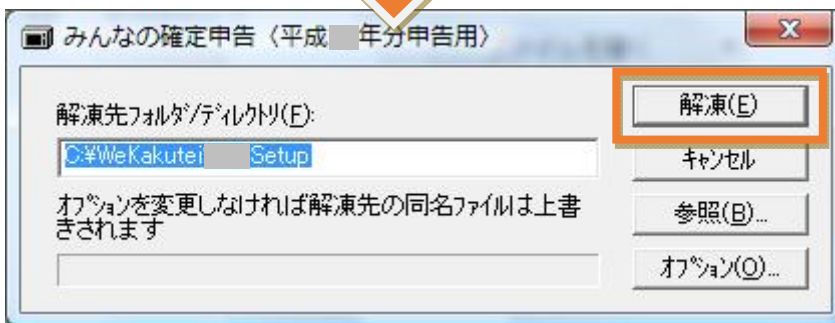 みんなの確定申告〈平成 年分申告用〉
解凍先ﾌｫﾙﾀﾞ/ﾃﾞｨﾚｸﾄﾘ(F):
C:¥WeKakutei Setup
ｵﾌﾟｼｮﾝを変更しなければ解凍先の同名ﾌｧｲﾙは上書
きされます
解凍(E)
ｷｬﾝｾﾙ
参照(B)...
ｵﾌﾟｼｮﾝ(O)...